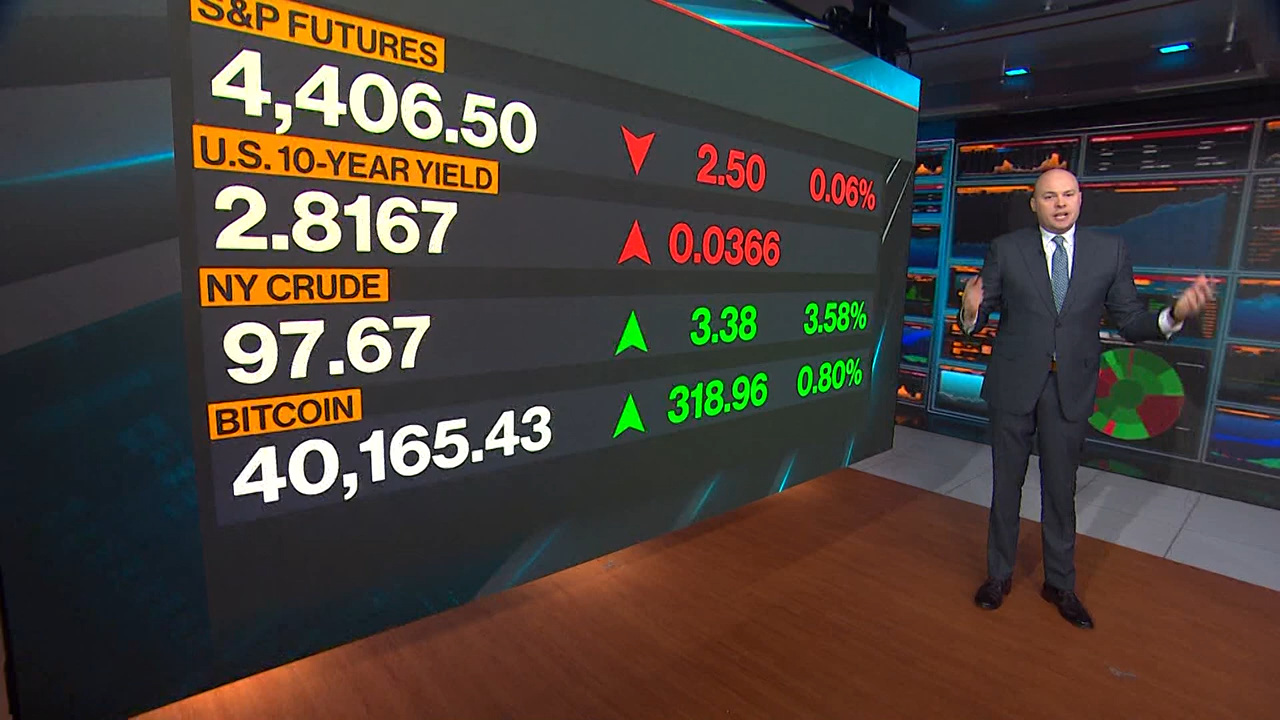 S&P FUTURES
4,406.50 2.50 0.06%
U.S. 10-YEAR YIELD
2.8167 0.0366
NY CRUDE
97.67 3.38 3.58%
BITCOIN
40,165.43 318.96 0.80%